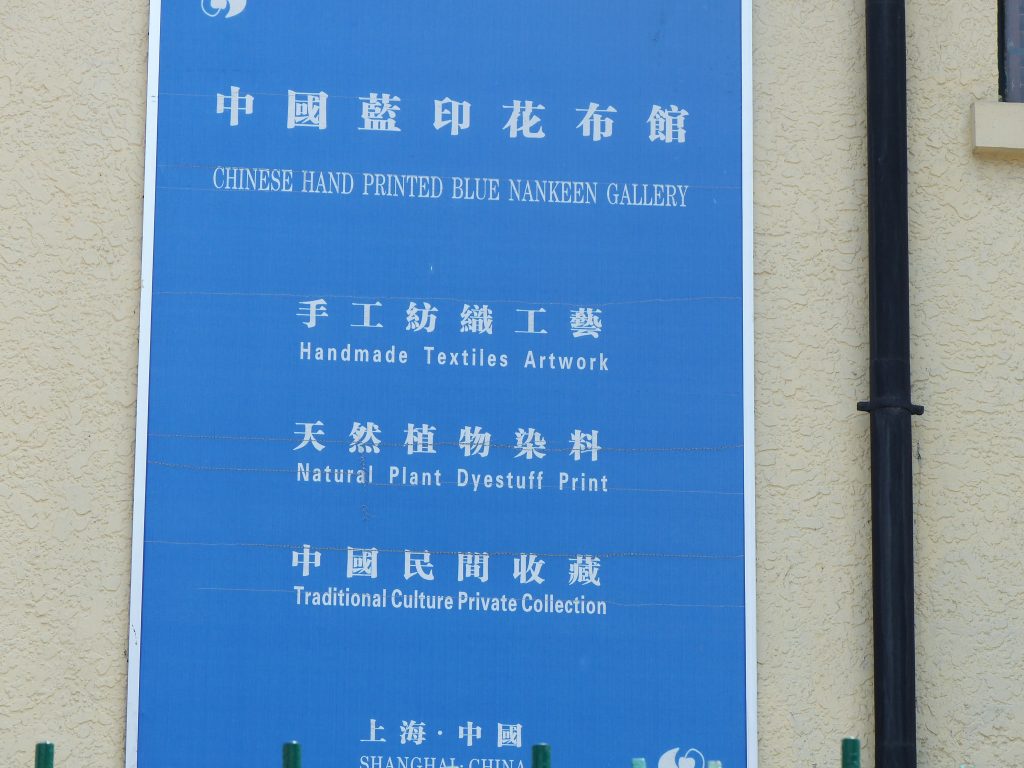 中國藍印花布館
CHINESE HAND PRINTED BLUE NANKEEN GALLERY
手工紡織工藝
Handmade Textiles Artwork
天然植物染料
Natural Plant Dyestuff Print
中國民間收藏
Traditional Culture Private Collection
上海·中國
SHANGHAI·CHINA